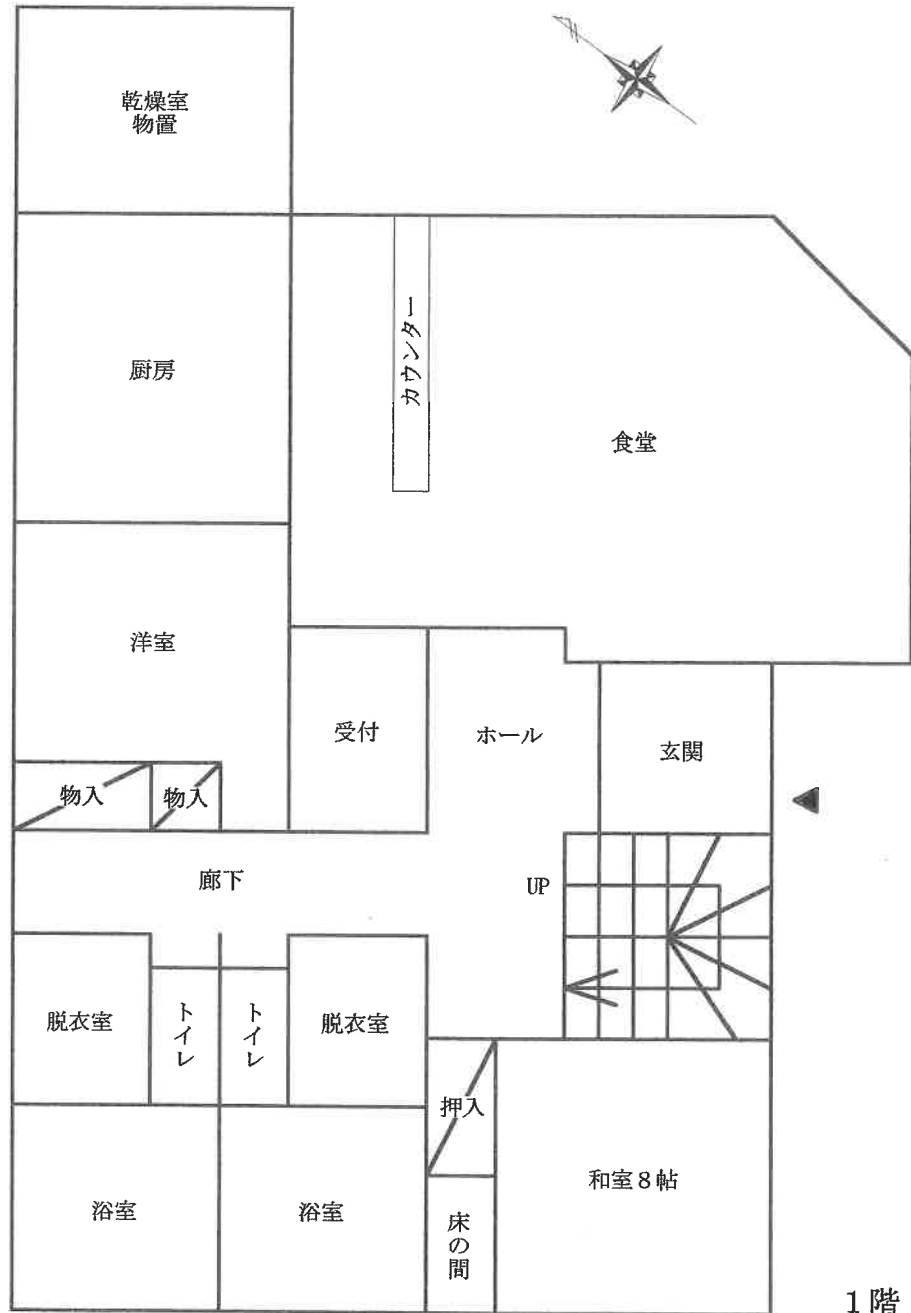 乾燥室
物置
厨房
カウンター
食堂
洋室
受付
ホール
玄関
物入
物入
廊下
UP
脱衣室
トイレ
トイレ
脱衣室
押入
和室8帖
浴室
浴室
床の間
1階